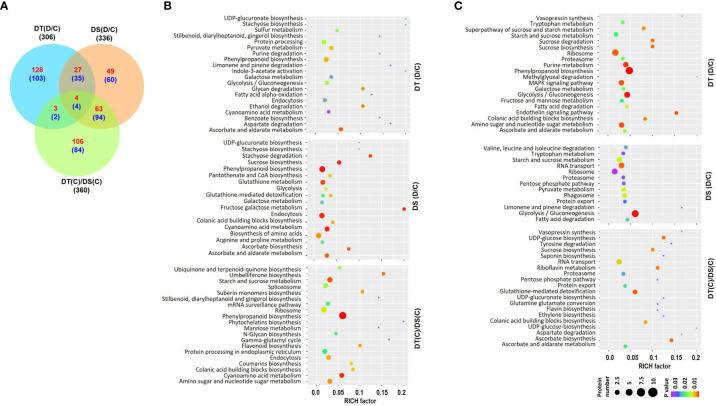 A
DT(D/C)
(306)
DS(D/C)
(336)
128
(103)
27
(35)
49
(60)
4
(4)
3
(2)
63
(94)
106
(84)
DT(C)/DS(C)
(360)
B
UDP-glucuronate biosynthesis
Stachyose biosynthesis
Sulfur metabolism
Stilbenoid, diarylheptanoid, gingerol biosynthesis
Protein processing
Pyruvate metabolism
Purine degradation
Phenylpropanoid biosynthesis
Limonine and pinene degradation
Indole-3-acetate activation
Galactose metabolism
Glycolysis / Gluconeogenesis
Glycan degradation
Fatty acid alpha-oxidation
Endocytosis
Ethanol degradation
Cyanoamino acid metabolism
Benzoate biosynthesis
Aspartate degradation
Ascorbate and aldarate metabolism
DT (D/C)
UDP-glucuronate biosynthesis
Stachyose biosynthesis
Stachyose degradation
Sucrose biosynthesis
Phenylpropanoid biosynthesis
Pantothenate and CoA biosynthesis
Glutathione metabolism
Glycolysis
Glutathione-mediated detoxification
Galactose metabolism
Fructose galactose metabolism
Endocytosis
Colanic acid building blocks biosynthesis
Cyanoamino acid metabolism
Biosynthesis of amino acids
Arginine and proline metabolism
Ascorbate biosynthesis
Ascorbate and aldarate metabolism
DS (D/C)
Ubiquinone and terpenoid-quinone biosynthesis
Umbelliferone biosynthesis
Starch and sucrose metabolism
Spliceosome
Suberin monomers biosynthesis
Stilbenoid, diarylheptanoid and gingerol biosynthesis
mRNA surveillance pathway
Ribosome
Phenylpropanoid biosynthesis
Phytochelatins biosynthesis
Mannose metabolism
N-Glycan biosynthesis
Gamma-glutamyl cycle
Flavonoid biosynthesis
Protein processing in endoplasmic reticulum
Endocytosis
Coumarins biosynthesis
Colanic acid building blocks biosynthesis
Cyanoamino acid metabolism
Amino sugar and nucleotide sugar metabolism
DT(C)/DS(C)
0.0 0.05 0.1 0.15 0.2
RICH factor
C
Vasopressin synthesis
Tryptophan metabolism
Superpathway of sucrose and starch metabolism
Starch and sucrose metabolism
Sucrose degradation
Sucrose biosynthesis
Ribosome
Proteasome
Purine metabolism
Phenylpropanoid biosynthesis
Methylglyoxal degradation
MAPK signaling pathway
Galactose metabolism
Glycolysis / Gluconeogenesis
Fructose and mannose metabolism
Fatty acid degradation
Endothelin signaling pathway
Colanic acid building blocks biosynthesis
Amino sugar and nucleotide sugar metabolism
Ascorbate and aldarate metabolism
DT (D/C)
Valine, leucine and isoleucine degradation
Tryptophan metabolism
Starch and sucrose metabolism
RNA transport
Ribosome
Proteasome
Pentose phosphate pathway
Pyruvate metabolism
Phagosome
Protein export
Limonene and pinene degradation
Glycolysis / Gluconeogenesis
Fatty acid degradation
DS (D/C)
Vasopressin synthesis
UDP-glucose biosynthesis
Tyrosine degradation
Sucrose biosynthesis
Saponin biosynthesis
RNA transport
Riboflavin metabolism
Proteasome
Pentose phosphate pathway
Protein export
Glutathione-mediated detoxification
UDP-glucuronate biosynthesis
Glutamate glutamate conversion
Flavin biosynthesis
Ethylene biosynthesis
Colanic acid building blocks biosynthesis
UDP-glucose-biosynthesis
Aspartate degradation
Ascorbate biosynthesis
Ascorbate and aldarate metabolism
DT(C)/DS(C)
0.0 0.05 0.1 0.15 0.2
RICH factor
Protein number
2.5 5 7.5 10
P value
0.03 0.02 0.01